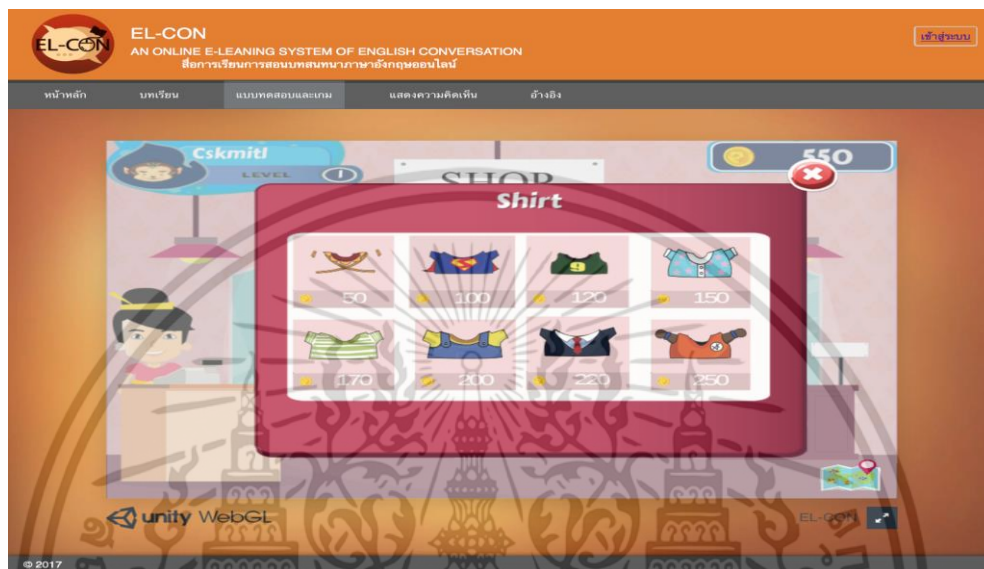 EL-CON
EL-CON
AN ONLINE E-LEANING SYSTEM OF ENGLISH CONVERSATION
สื่อการเรียนการสอนบทสนทนาภาษาอังกฤษออนไลน์
เข้าสู่ระบบ
หน้าหลัก บทเรียน แบบทดสอบและเกม แสดงความคิดเห็น อ้างอิง
Cskmitl
LEVEL 1
SHOP
550
Shirt
50 100 120 150
170 200 220 250
unity WebGL
EL-CON
© 2017